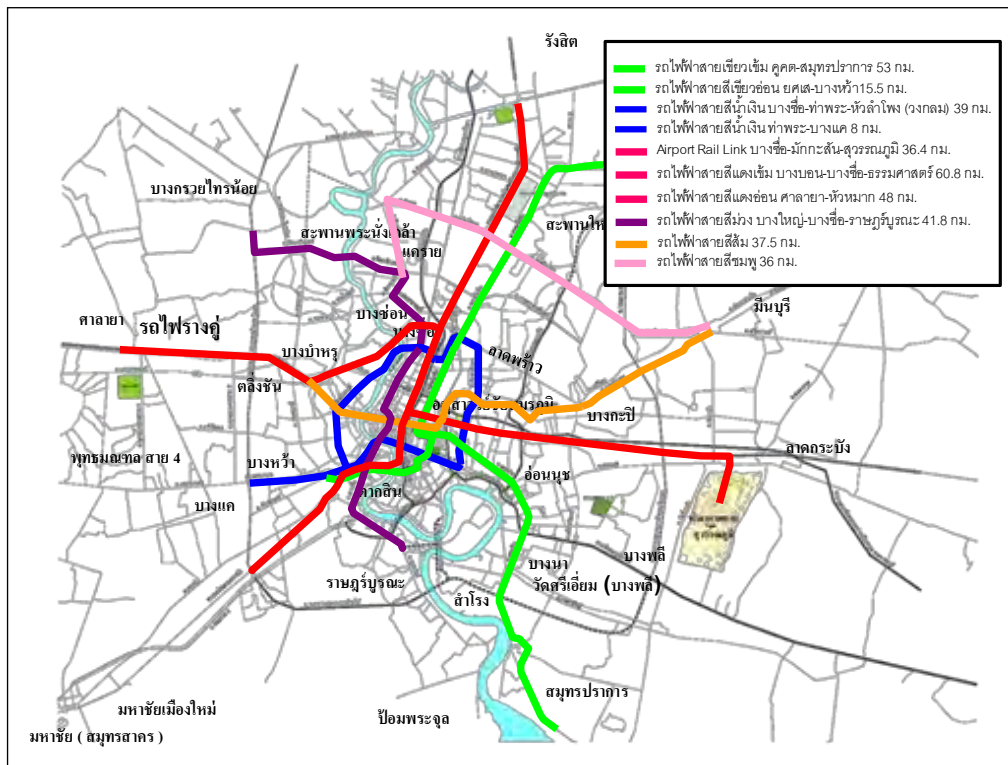 รังสิต
รถไฟฟ้าสายเขียวเข้ม คูคต-สมุทรปราการ 53 กม.
รถไฟฟ้าสายสีเขียวอ่อน ยศเส-บางหว้า15.5 กม.
รถไฟฟ้าสายสีน้ำเงิน บางซื่อ-ท่าพระ-หัวลำโพง (วงกลม) 39 กม.
รถไฟฟ้าสายสีน้ำเงิน ท่าพระ-บางแค 8 กม.
Airport Rail Link บางซื่อ-มักกะสัน-สุวรรณภูมิ 36.4 กม.
รถไฟฟ้าสายสีแดงเข้ม บางบอน-บางซื่อ-ธรรมศาสตร์ 60.8 กม.
รถไฟฟ้าสายสีแดงอ่อน ศาลายา-หัวหมาก 48 กม.
รถไฟฟ้าสายสีม่วง บางใหญ่-บางซื่อ-ราษฎร์บูรณะ 41.8 กม.
รถไฟฟ้าสายสีส้ม 37.5 กม.
รถไฟฟ้าสายสีชมพู 36 กม.
บางกรวยไทรน้อย
สะพานพระนั่งเกล้า
แคราย
มีนบุรี
บางซ่อน
ศาลายา
รถไฟรางคู่
บางบำหรุ
ลาดพร้าว
ตลิ่งชัน
บางกะปิ
ลาดกระบัง
พุทธมณฑล สาย 4
บางหว้า
อ่อนนุช
บางแค
ตากสิน
บางพลี
บางนา
ราษฎร์บูรณะ
วัดศรีเอี่ยม (บางพลี)
สำโรง
สมุทรปราการ
มหาชัยเมืองใหม่
ป้อมพระจุล
มหาชัย ( สมุทรสาคร )